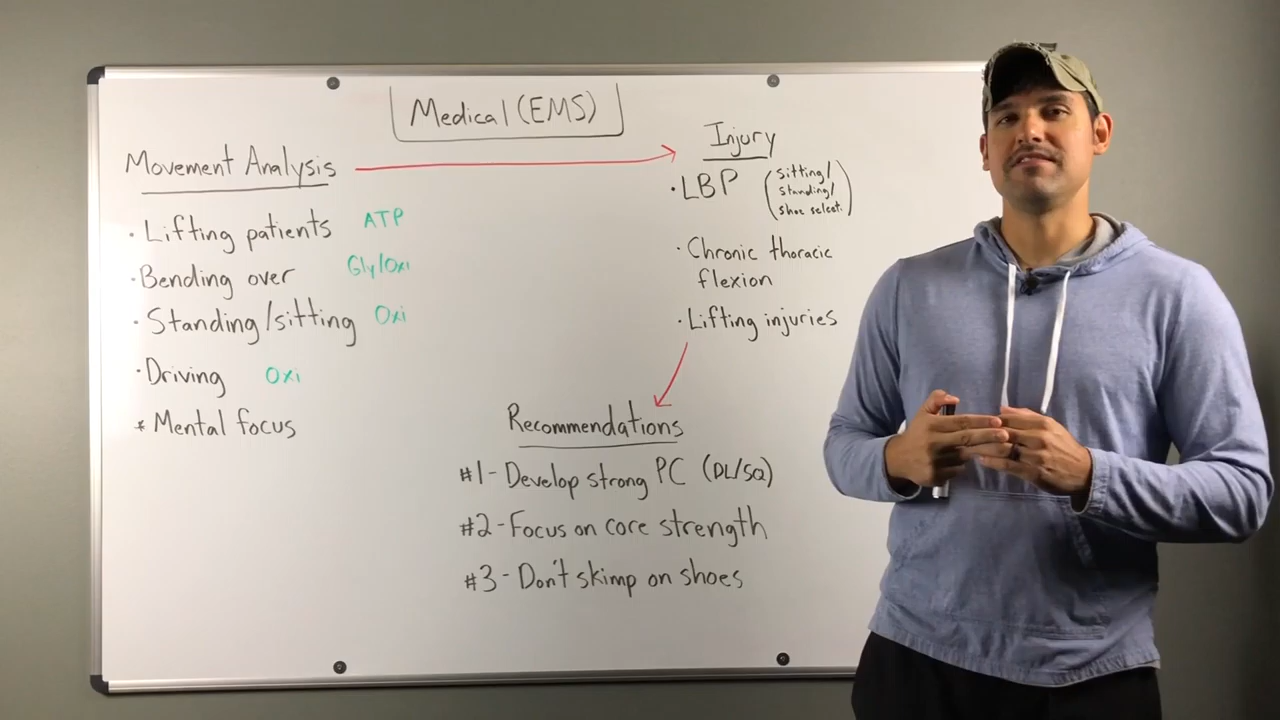 Medical (EMS)
Movement Analysis
• Lifting patients ATP
• Bending over Gly/Oxi
• Standing/sitting Oxi
• Driving Oxi
* Mental focus
Injury
• LBP (sitting/
standing/
shoe select.)
• Chronic thoracic
flexion
• Lifting injuries
Recommendations
#1 - Develop strong PC (DL/SQ)
#2 - Focus on core strength
#3 - Don't skimp on shoes